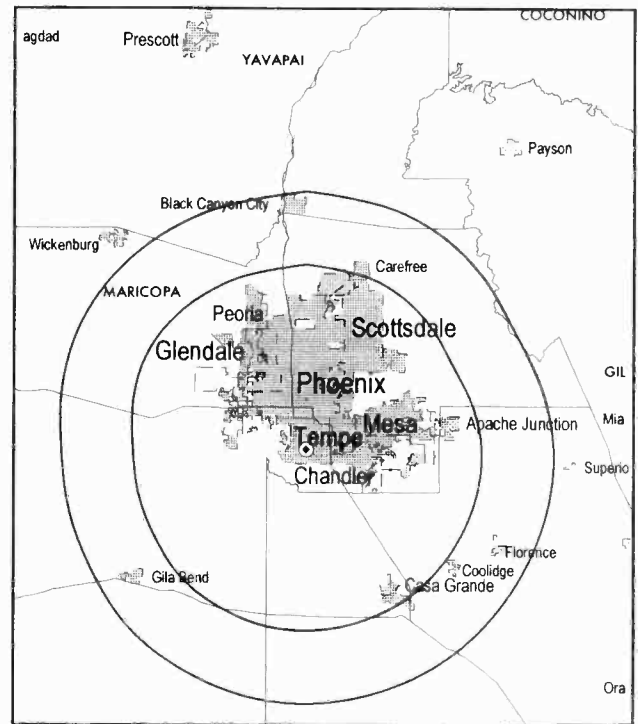 COCONINO
agdad
Prescott
YAVAPAI
Payson
Black Canyon City
Wickenburg
Carefree
MARICOPA
Peoria
Scottsdale
Glendale
GIL
Phoenix
Mia
Mesa
Apache Junction
Tempe
Superio
Chandler
Florence
Coolidge
Gila Bend
Casa Grande
Ora